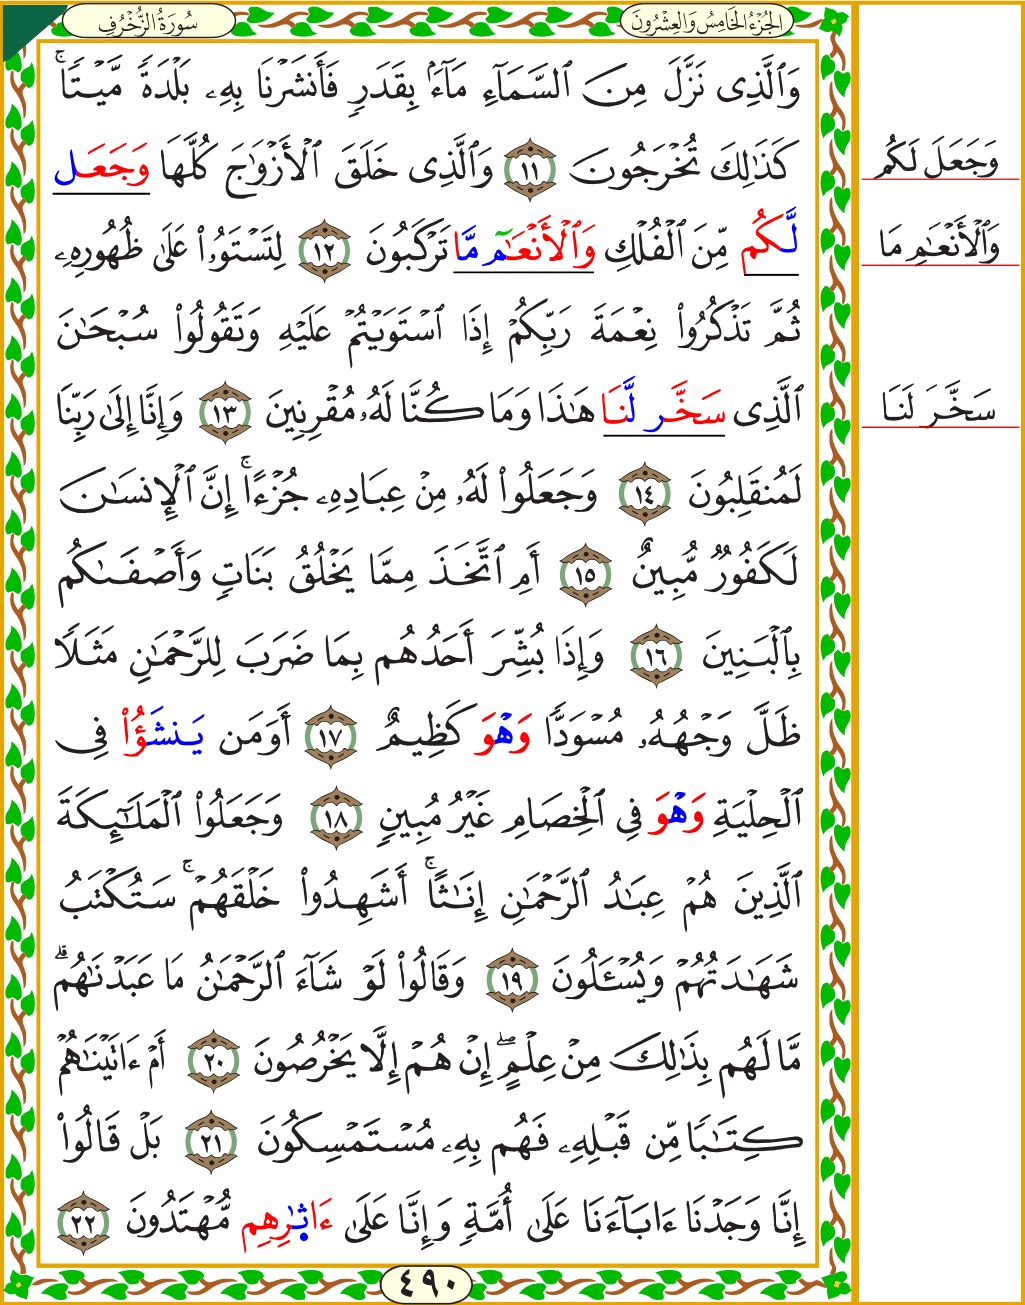 سُورَةُ الزُّخْرُفِ
الجُزْءُ الخَامِسُ وَالعِشْرُونَ
وَٱلَّذِى نَزَّلَ مِنَ ٱلسَّمَآءِ مَآءًۢ بِقَدَرٍ فَأَنشَرْنَا بِهِۦ بَلْدَةً مَّيْتًاۚ
كَذَٰلِكَ تُخْرَجُونَ ١١ وَٱلَّذِى خَلَقَ ٱلْأَزْوَٰجَ كُلَّهَا وَجَعَل
لَّكُم مِّنَ ٱلْفُلْكِ وَٱلْأَنْعَٰٓم مَّا تَرْكَبُونَ ١٢ لِتَسْتَوُۥا۟ عَلَىٰ ظُهُورِهِۦ
ثُمَّ تَذْكُرُوا۟ نِعْمَةَ رَبِّكُمْ إِذَا ٱسْتَوَيْتُمْ عَلَيْهِ وَتَقُولُوا۟ سُبْحَٰنَ
ٱلَّذِى سَخَّر لَّنَا هَٰذَا وَمَا كُنَّا لَهُۥ مُقْرِنِينَ ١٣ وَإِنَّا إِلَىٰ رَبِّنَا
لَمُنقَلِبُونَ ١٤ وَجَعَلُوا۟ لَهُۥ مِنْ عِبَادِهِۦ جُزْءًاۚ إِنَّ ٱلْإِنسَٰنَ
لَكَفُورٌ مُّبِينٌ ١٥ أَمِ ٱتَّخَذَ مِمَّا يَخْلُقُ بَنَاتٍ وَأَصْفَىٰكُم
بِٱلْبَنِينَ ١٦ وَإِذَا بُشِّرَ أَحَدُهُم بِمَا ضَرَبَ لِلرَّحْمَٰنِ مَثَلًا
ظَلَّ وَجْهُهُۥ مُسْوَدًّا وَهْوَ كَظِيمٌ ١٧ أَوَمَن يَنشَؤُا۟ فِى
ٱلْحِلْيَةِ وَهْوَ فِى ٱلْخِصَامِ غَيْرُ مُبِينٍ ١٨ وَجَعَلُوا۟ ٱلْمَلَٰٓئِكَةَ
ٱلَّذِينَ هُمْ عِبَٰدُ ٱلرَّحْمَٰنِ إِنَٰثًاۚ أَشَهِدُوا۟ خَلْقَهُمْۚ سَتُكْتَبُ
شَهَٰدَتُهُمْ وَيُسْـَٔلُونَ ١٩ وَقَالُوا۟ لَوْ شَآءَ ٱلرَّحْمَٰنُ مَا عَبَدْنَٰهُمۗ
مَّا لَهُم بِذَٰلِكَ مِنْ عِلْمٍۖ إِنْ هُمْ إِلَّا يَخْرُصُونَ ٢٠ أَمْ ءَاتَيْنَٰهُمْ
كِتَٰبًا مِّن قَبْلِهِۦ فَهُم بِهِۦ مُسْتَمْسِكُونَ ٢١ بَلْ قَالُوا۟
إِنَّا وَجَدْنَا ءَابَآءَنَا عَلَىٰ أُمَّةٍ وَإِنَّا عَلَىٰ ءَاثَٰرِهِم مُّهْتَدُونَ ٢٢
وَجَعَلَ لَكُم
وَٱلْأَنْعَٰمِ مَا
سَخَّرَ لَنَا
٤٩٠